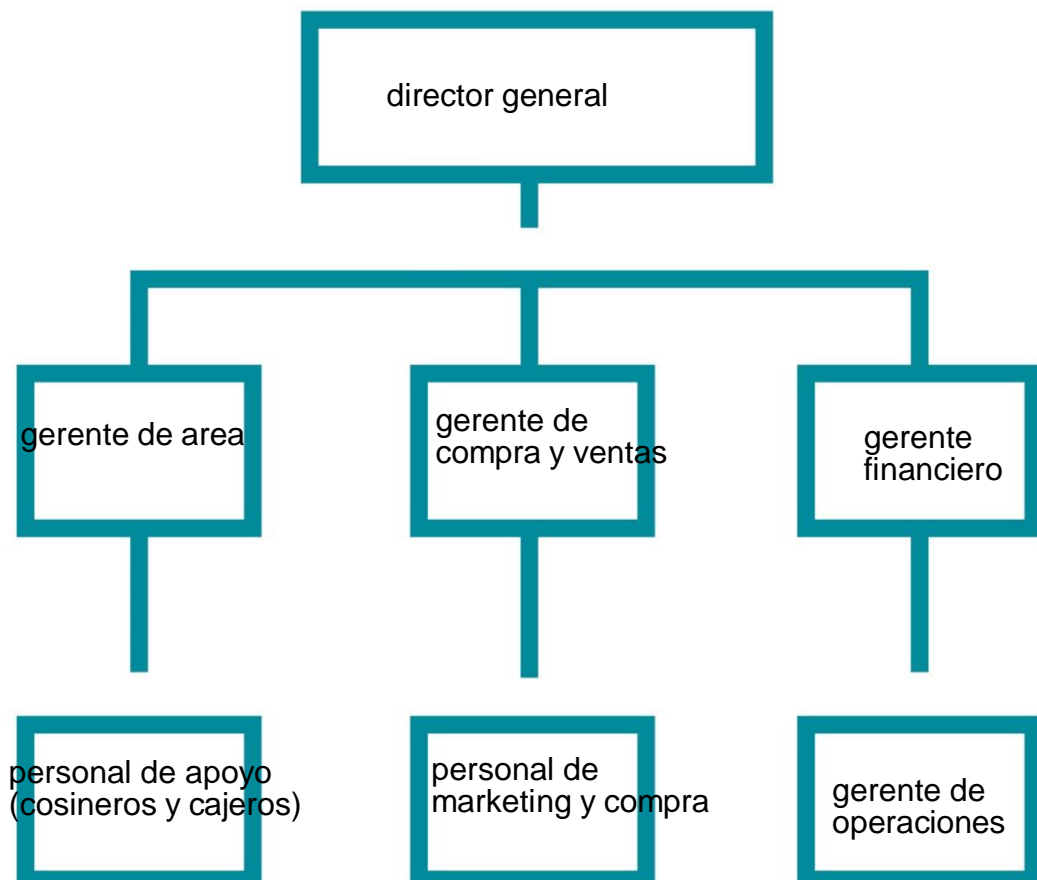 director general
gerente de area
gerente de
compra y ventas
gerente
financiero
personal de apoyo
(cosineros y cajeros)
personal de
marketing y compra
gerente de
operaciones